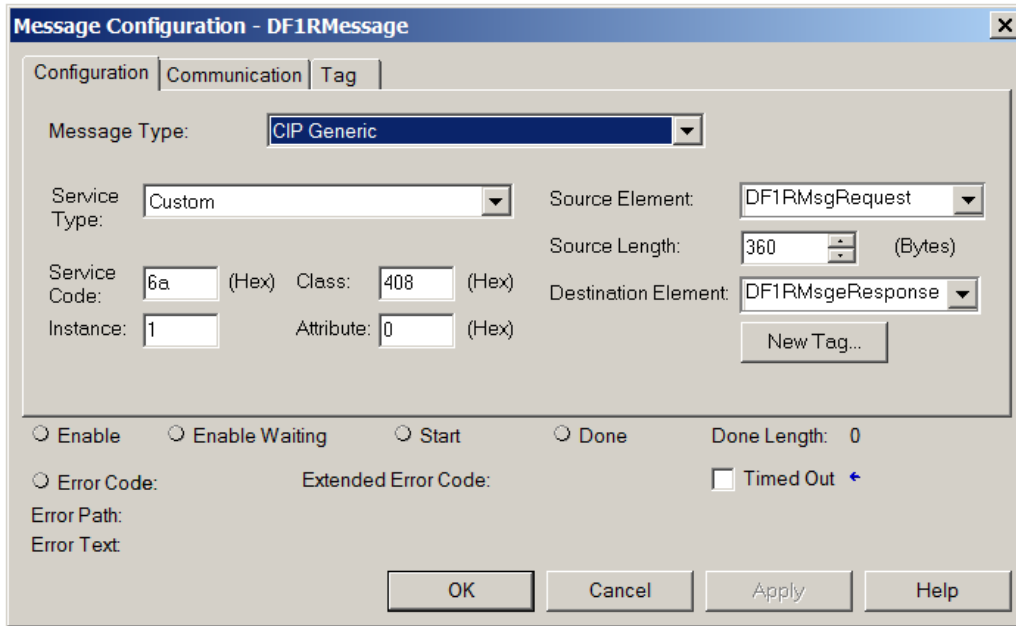 Message Configuration - DF1RMessage
Configuration Communication Tag
Message Type: CIP Generic
Service Type: Custom
Source Element: DF1RMsgRequest
Source Length: 360 (Bytes)
Service Code: 6a (Hex) Class: 408 (Hex)
Destination Element: DF1RMsgeResponse
Instance: 1 Attribute: 0 (Hex)
New Tag...
Enable Enable Waiting Start Done Done Length: 0
Error Code: Extended Error Code: Timed Out
Error Path:
Error Text:
OK Cancel Apply Help